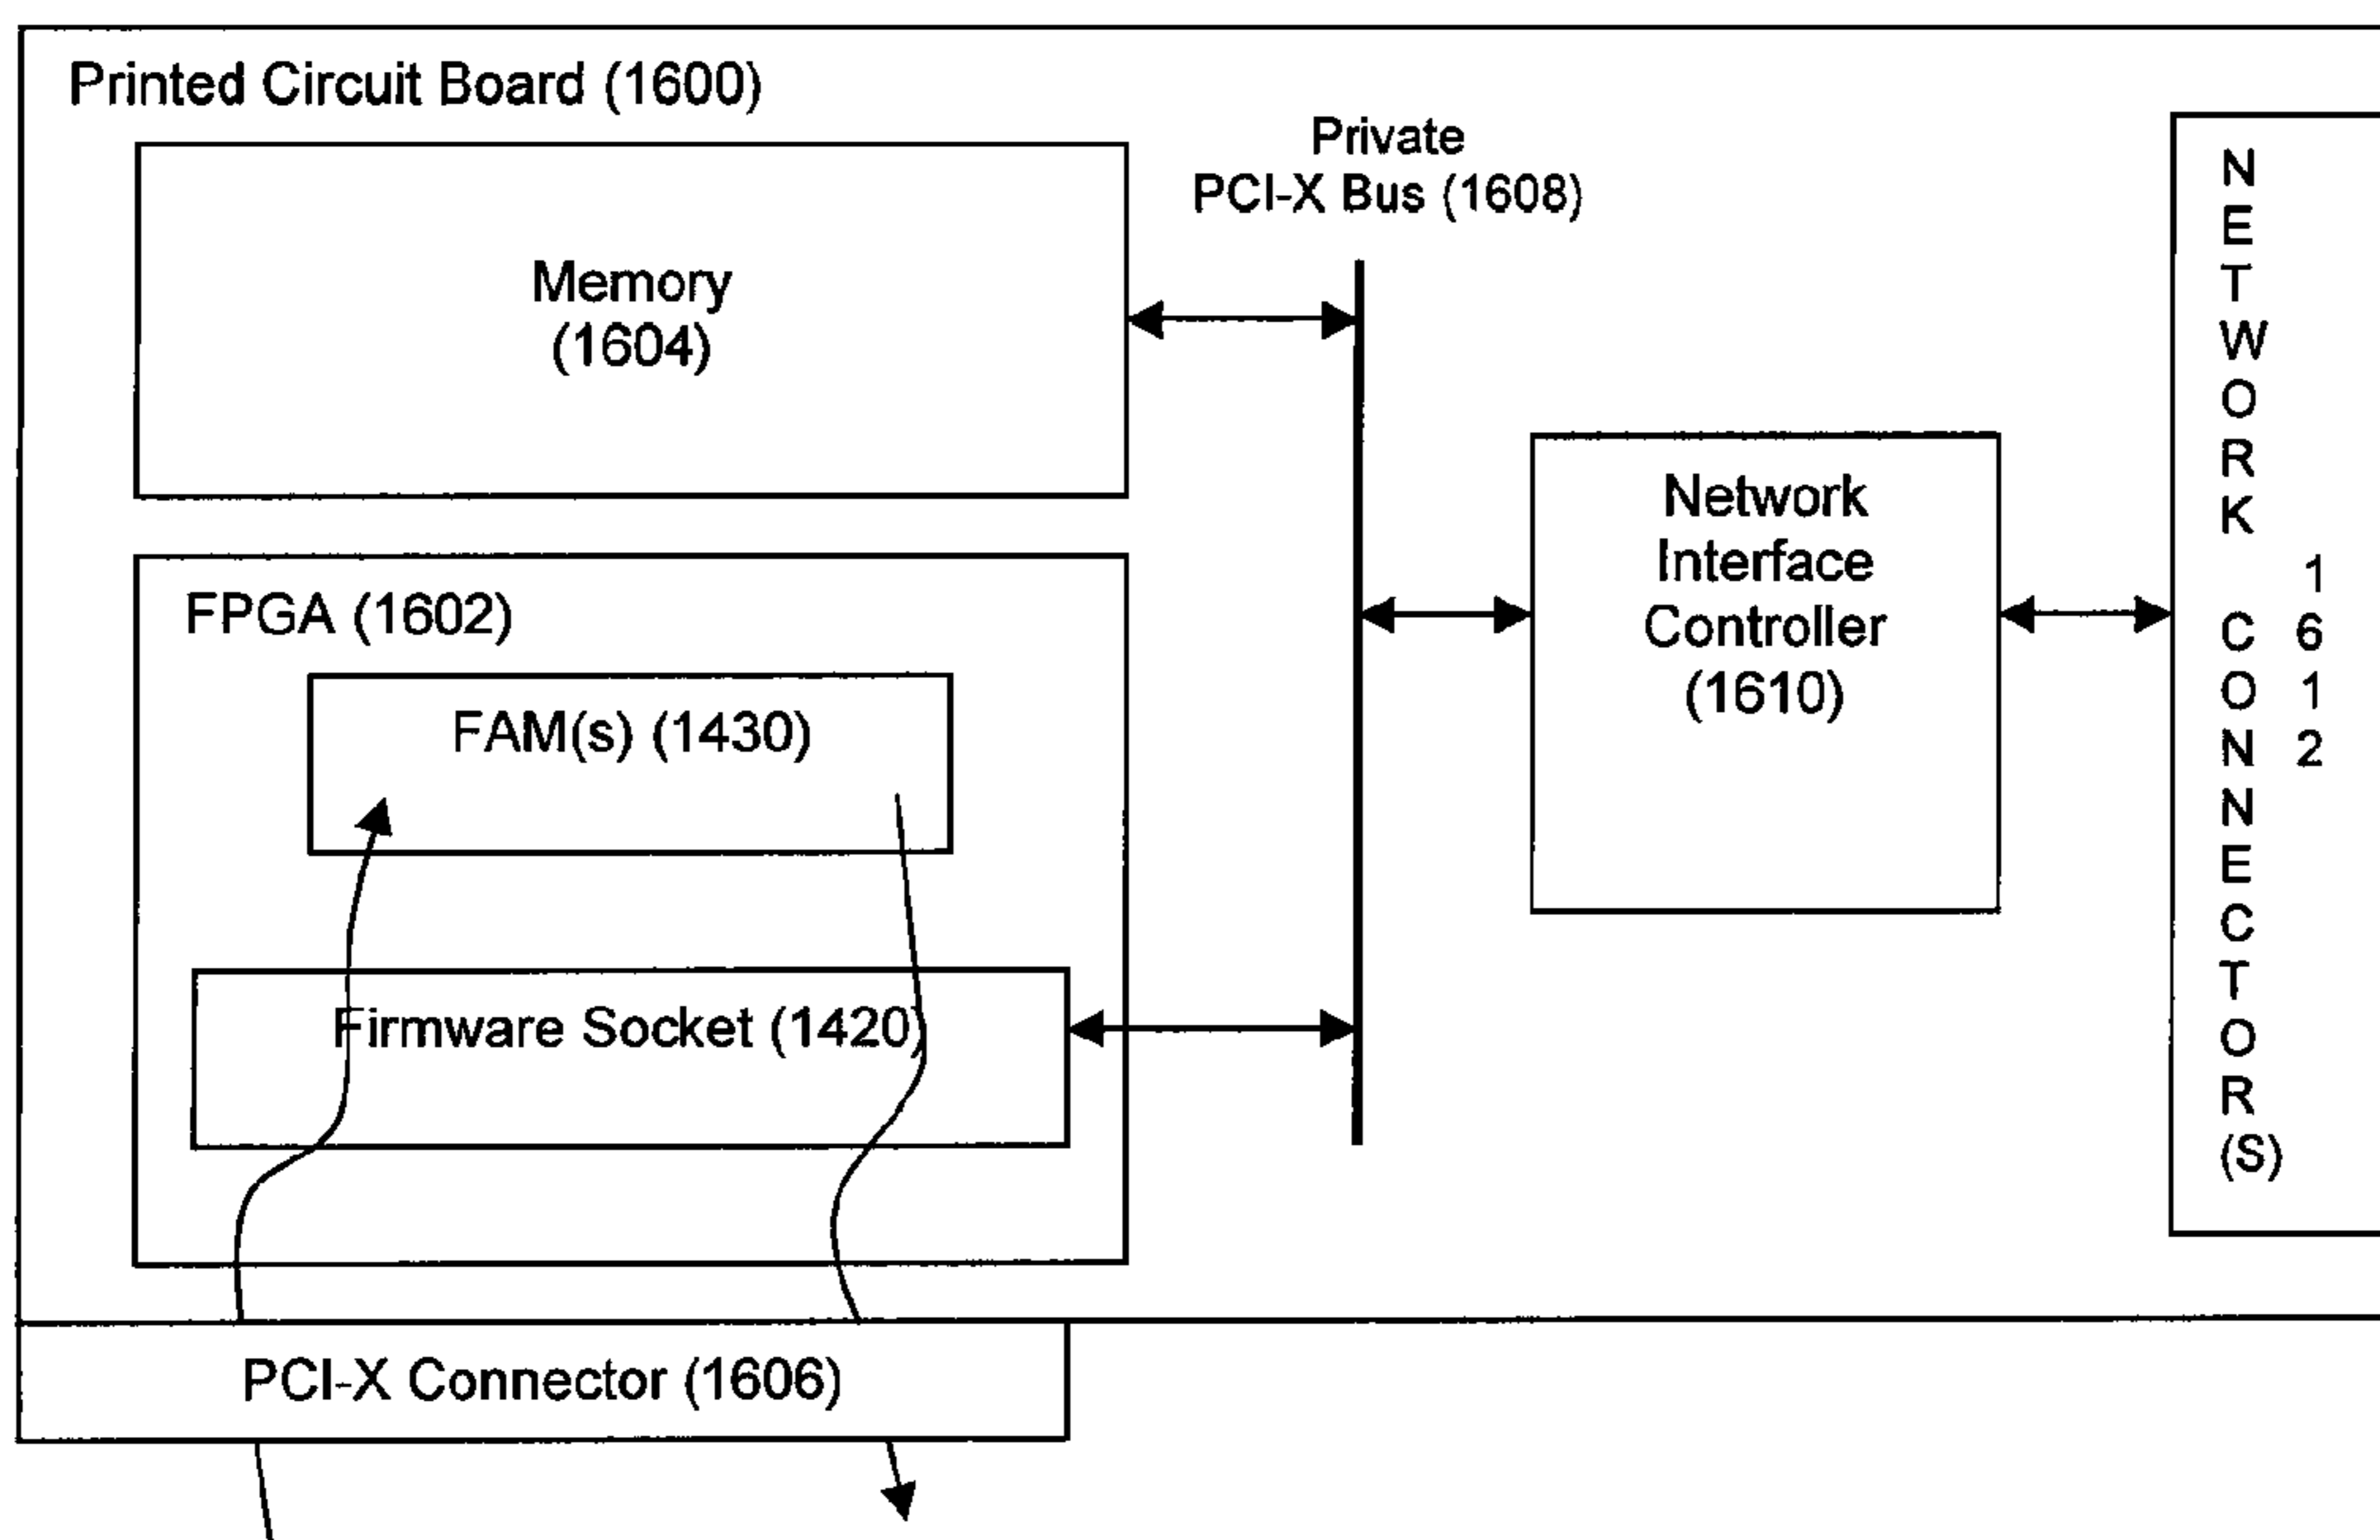 Printed Circuit Board (1600)
Private
PCI-X Bus (1608)
Memory
(1604)
FPGA (1602)
FAM(s) (1430)
Firmware Socket (1420)
Network
Interface
Controller
(1610)
NETWORK CONNECTOR(S)
1612
PCI-X Connector (1606)